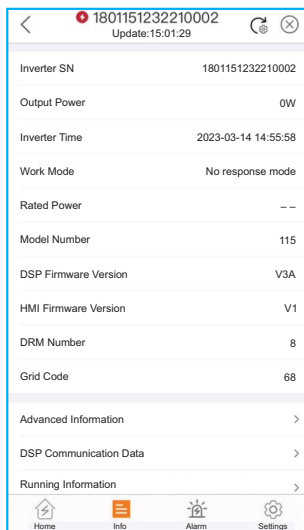 1801151232210002
Update:15:01:29
Inverter SN 1801151232210002
Output Power 0W
Inverter Time 2023-03-14 14:55:58
Work Mode No response mode
Rated Power – –
Model Number 115
DSP Firmware Version V3A
HMI Firmware Version V1
DRM Number 8
Grid Code 68
Advanced Information
DSP Communication Data
Running Information
Home Info Alarm Settings